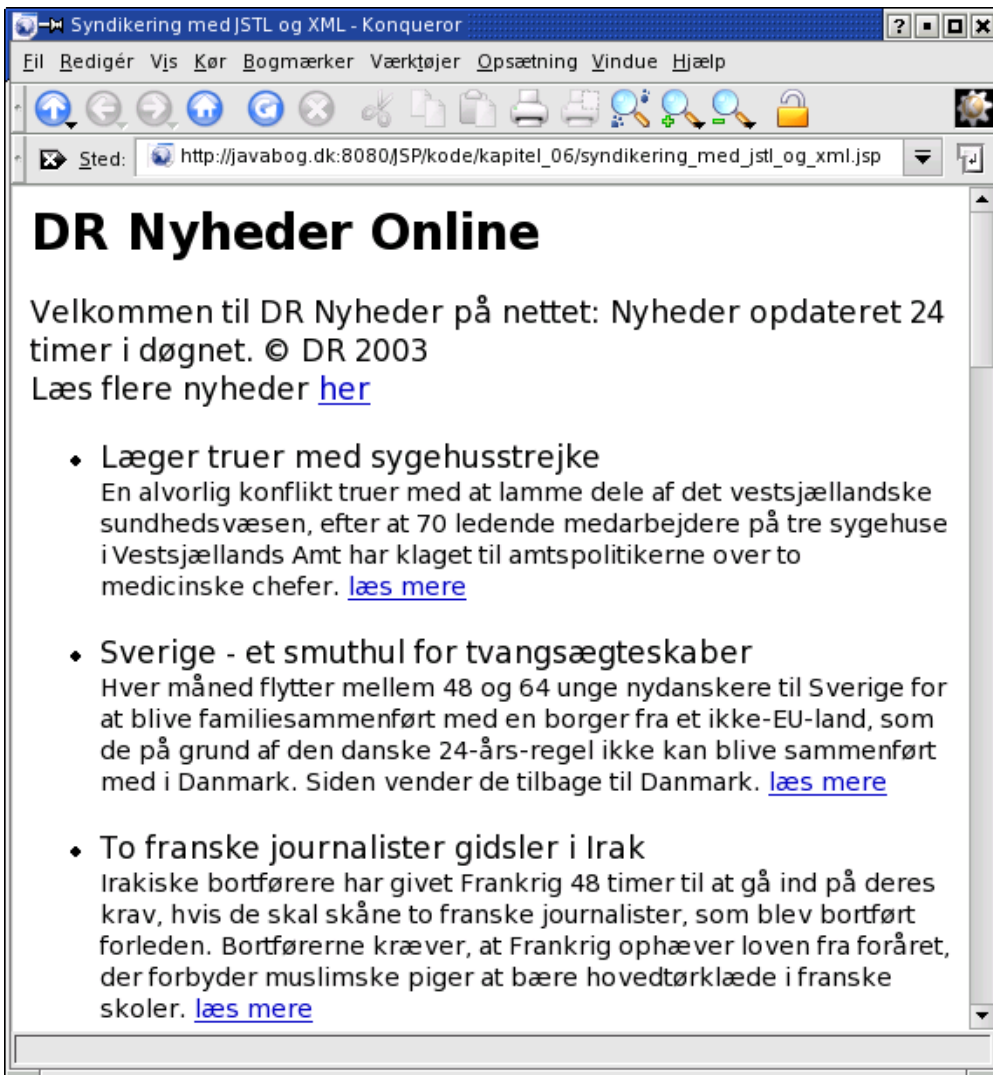 Syndikering med JSTL og XML - Konqueror
Fil Redigér Vis Kør Bogmærker Værktøjer Opsætning Vindue Hjælp
Sted: http://javabog.dk:8080/JSP/kode/kapitel_06/syndikering_med_jstl_og_xml.jsp
DR Nyheder Online
Velkommen til DR Nyheder på nettet: Nyheder opdateret 24
timer i døgnet. © DR 2003
Læs flere nyheder her
Læger truer med sygehusstrejke
En alvorlig konflikt truer med at lamme dele af det vestsjællandske
sundhedsvæsen, efter at 70 ledende medarbejdere på tre sygehuse
i Vestsjællands Amt har klaget til amtspolitikerne over to
medicinske chefer. læs mere
Sverige - et smuthul for tvangsægteskaber
Hver måned flytter mellem 48 og 64 unge nydanskere til Sverige for
at blive familiesammenført med en borger fra et ikke-EU-land, som
de på grund af den danske 24-års-regel ikke kan blive sammenført
med i Danmark. Siden vender de tilbage til Danmark. læs mere
To franske journalister gidsler i Irak
Irakiske bortførere har givet Frankrig 48 timer til at gå ind på deres
krav, hvis de skal skåne to franske journalister, som blev bortført
forleden. Bortførerne kræver, at Frankrig ophæver loven fra foråret,
der forbyder muslimske piger at bære hovedtørklæde i franske
skoler. læs mere